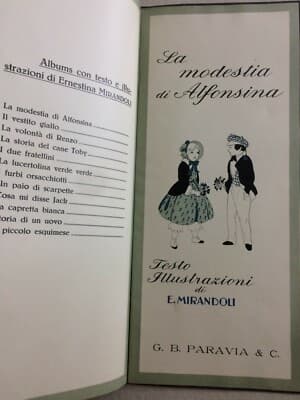 Albums con testo e illu-
strazioni di Ernestina MIRANDOLI
La modestia di Alfonsina
Il vestito giallo
La volontà di Renzo
La storia del cane Toby
I due fratellini
La lucertolina verde verde
furbi orsacchiotti
n paio di scarpette
Cosa mi disse Jack
a capretta bianca
toria di un uovo
piccolo esquimese
La
modestia
di Alfonsina
Testo
Illustrazioni
di
E. MIRANDOLI
G. B. PARAVIA & C.